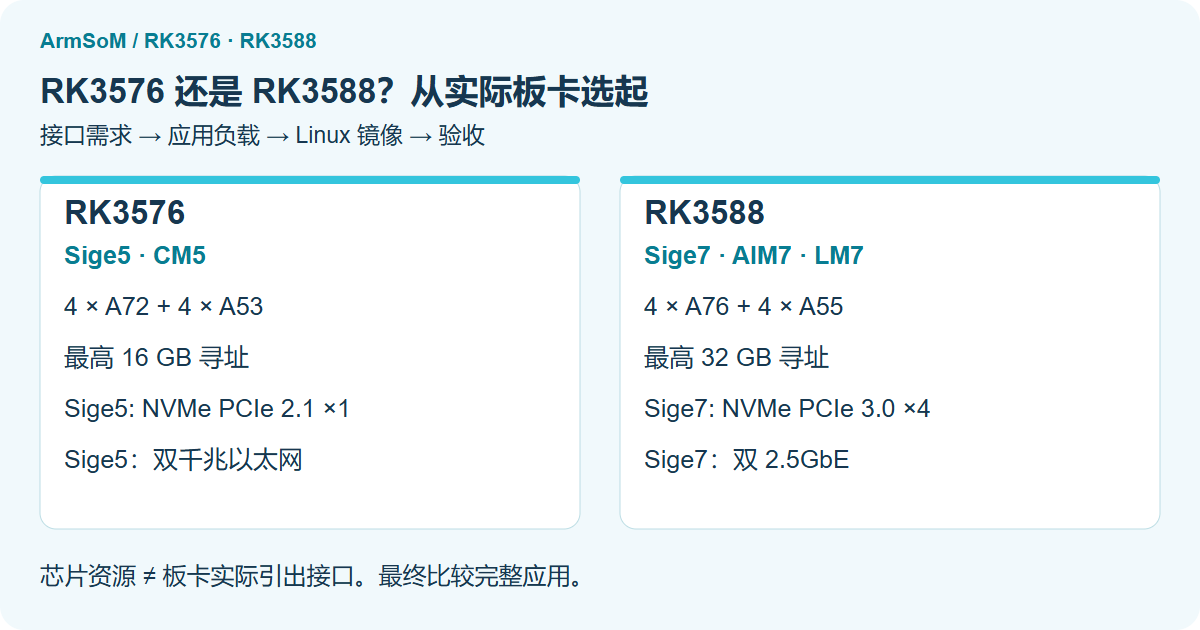 ArmSoM / RK3576 · RK3588
RK3576 还是 RK3588？从实际板卡选起
接口需求 → 应用负载 → Linux 镜像 → 验收
RK3576
Sige5 · CM5
4 × A72 + 4 × A53
最高 16 GB 寻址
Sige5: NVMe PCIe 2.1 ×1
Sige5：双千兆以太网
RK3588
Sige7 · AIM7 · LM7
4 × A76 + 4 × A55
最高 32 GB 寻址
Sige7: NVMe PCIe 3.0 ×4
Sige7：双 2.5GbE
芯片资源 ≠ 板卡实际引出接口。最终比较完整应用。